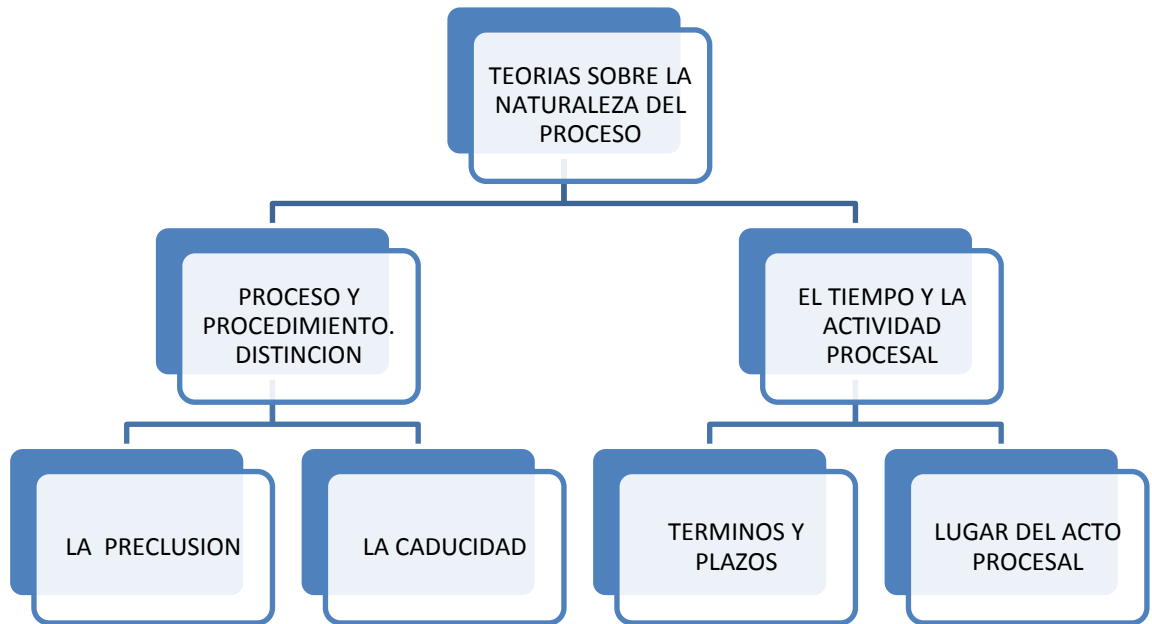 TEORIAS SOBRE LA
NATURALEZA DEL
PROCESO
PROCESO Y
PROCEDIMIENTO.
DISTINCION
EL TIEMPO Y LA
ACTIVIDAD
PROCESAL
LA  PRECLUSION
LA CADUCIDAD
TERMINOS Y
PLAZOS
LUGAR DEL ACTO
PROCESAL